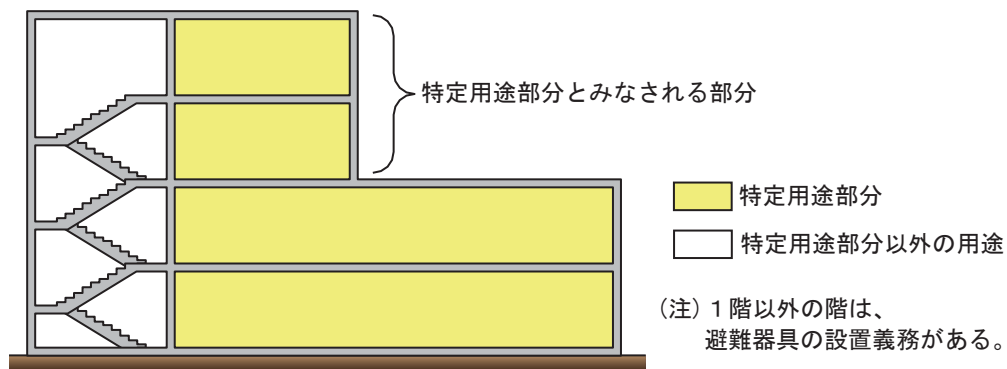 特定用途部分とみなされる部分
特定用途部分
特定用途部分以外の用途
(注)1階以外の階は、
避難器具の設置義務がある。